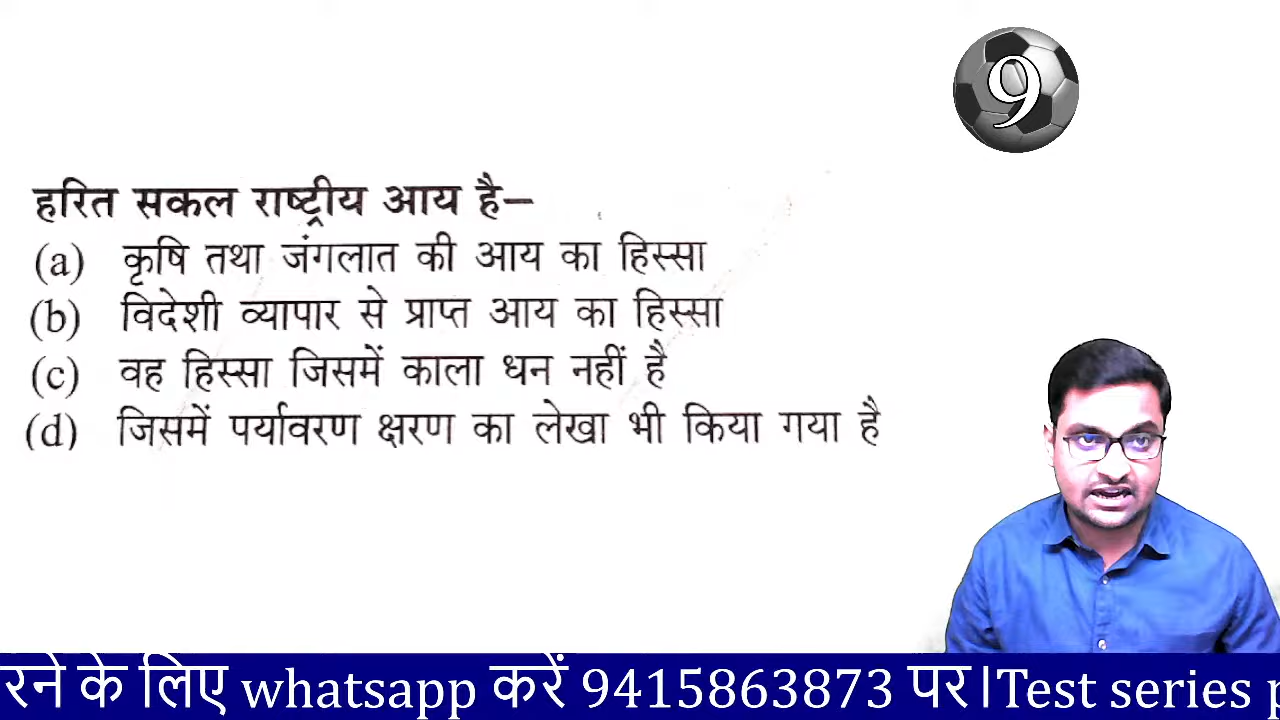 9
हरित सकल राष्ट्रीय आय है–
(a) कृषि तथा जंगलात की आय का हिस्सा
(b) विदेशी व्यापार से प्राप्त आय का हिस्सा
(c) वह हिस्सा जिसमें काला धन नहीं है
(d) जिसमें पर्यावरण क्षरण का लेखा भी किया गया है
रने के लिए whatsapp करें 9415863873 पर।Test series p